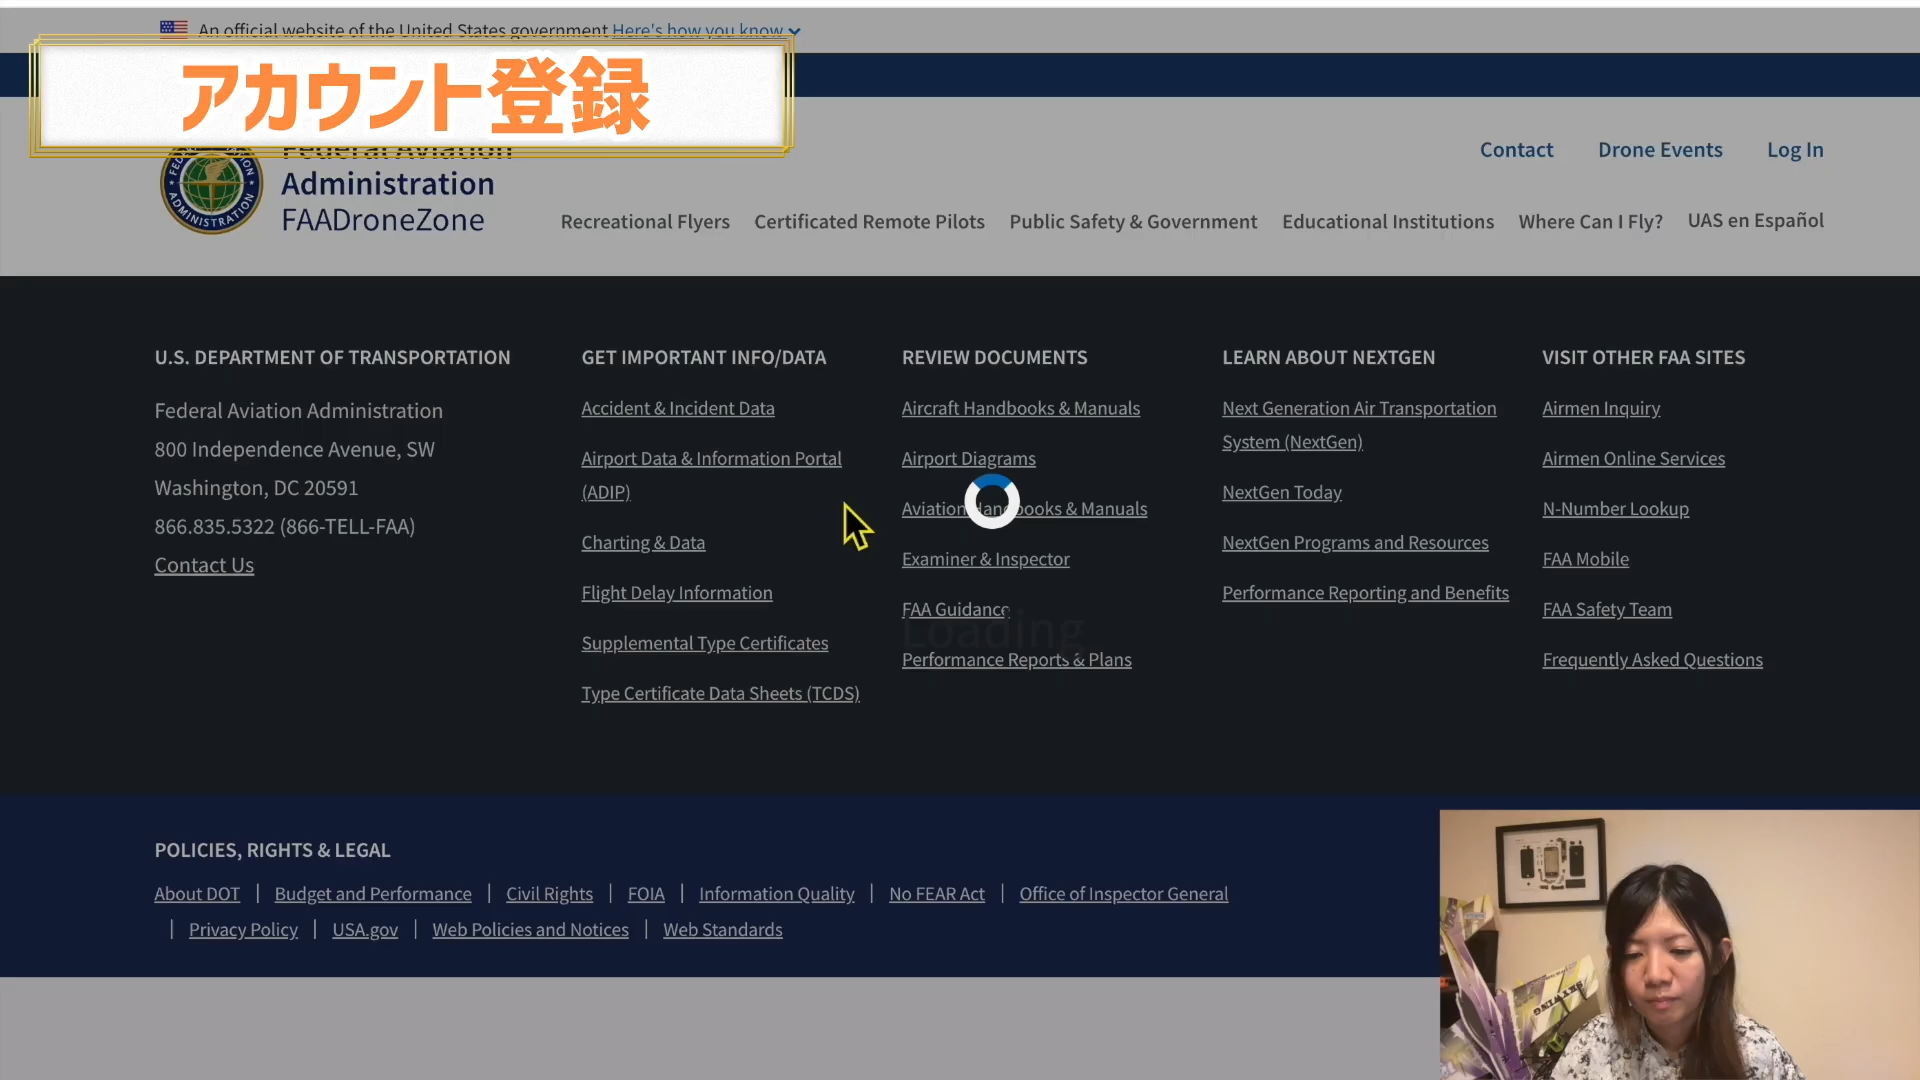 An official website of the United States government Here's how you know
アカウント登録
Federal Aviation
Administration
FAADroneZone
Contact
Drone Events
Log In
Recreational Flyers
Certificated Remote Pilots
Public Safety & Government
Educational Institutions
Where Can I Fly?
UAS en Español
U.S. DEPARTMENT OF TRANSPORTATION
Federal Aviation Administration
800 Independence Avenue, SW
Washington, DC 20591
866.835.5322 (866-TELL-FAA)
Contact Us
GET IMPORTANT INFO/DATA
Accident & Incident Data
Airport Data & Information Portal
(ADIP)
Charting & Data
Flight Delay Information
Supplemental Type Certificates
Type Certificate Data Sheets (TCDS)
REVIEW DOCUMENTS
Aircraft Handbooks & Manuals
Airport Diagrams
Aviation Handbooks & Manuals
Examiner & Inspector
FAA Guidance
Loading
Performance Reports & Plans
LEARN ABOUT NEXTGEN
Next Generation Air Transportation
System (NextGen)
NextGen Today
NextGen Programs and Resources
Performance Reporting and Benefits
VISIT OTHER FAA SITES
Airmen Inquiry
Airmen Online Services
N-Number Lookup
FAA Mobile
FAA Safety Team
Frequently Asked Questions
POLICIES, RIGHTS & LEGAL
About DOT | Budget and Performance | Civil Rights | FOIA | Information Quality | No FEAR Act | Office of Inspector General
| Privacy Policy | USA.gov | Web Policies and Notices | Web Standards